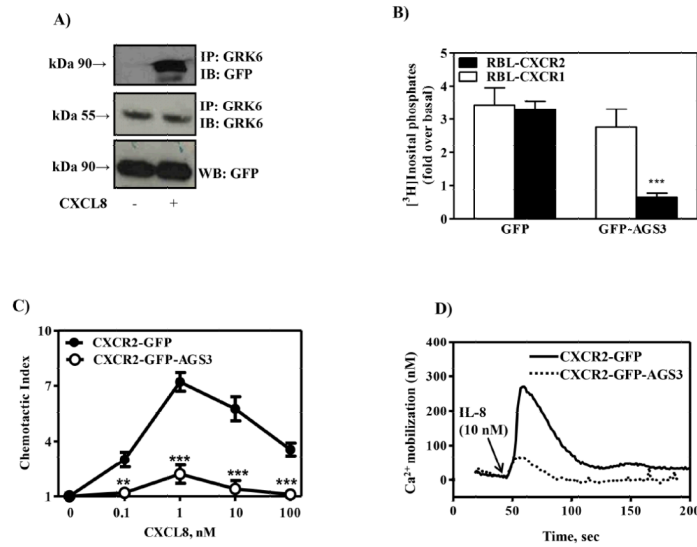 A)
kDa 90→
IP: GRK6
IB: GFP
kDa 55→
IP: GRK6
IB: GRK6
kDa 90→
WB: GFP
CXCL8
-
+
B)
[³H]Inosital phosphates
(fold over basal)
5
4
3
2
1
0
RBL-CXCR2
RBL-CXCR1
***
GFP
GFP-AGS3
C)
Chemotactic Index
10
7
4
1
CXCR2-GFP
CXCR2-GFP-AGS3
**
***
***
***
0
0.1
1
10
100
CXCL8, nM
D)
Ca²⁺ mobilization (nM)
400
300
200
100
0
CXCR2-GFP
CXCR2-GFP-AGS3
IL-8
(10 nM)
0
50
100
150
200
Time, sec